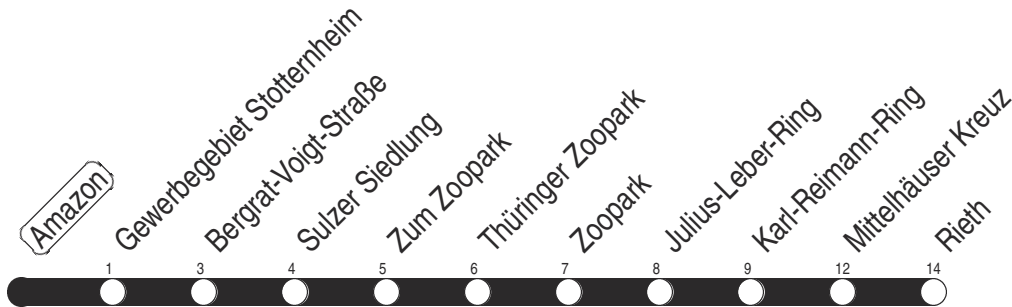 Amazon
Gewerbegebiet Stotternheim
Bergrat-Voigt-Straße
Sulzer Siedlung
Zum Zoopark
Thüringer Zoopark
Zoopark
Julius-Leber-Ring
Karl-Reimann-Ring
Mittelhäuser Kreuz
Rieth
1 3 4 5 6 7 8 9 12 14